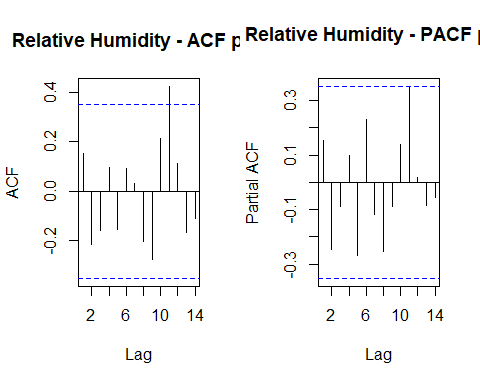 Relative Humidity - ACF p
ACF
0.4
0.2
0.0
-0.2
2
6
10
14
Lag
Relative Humidity - PACF p
Partial ACF
0.3
0.1
-0.1
-0.3
2
6
10
14
Lag